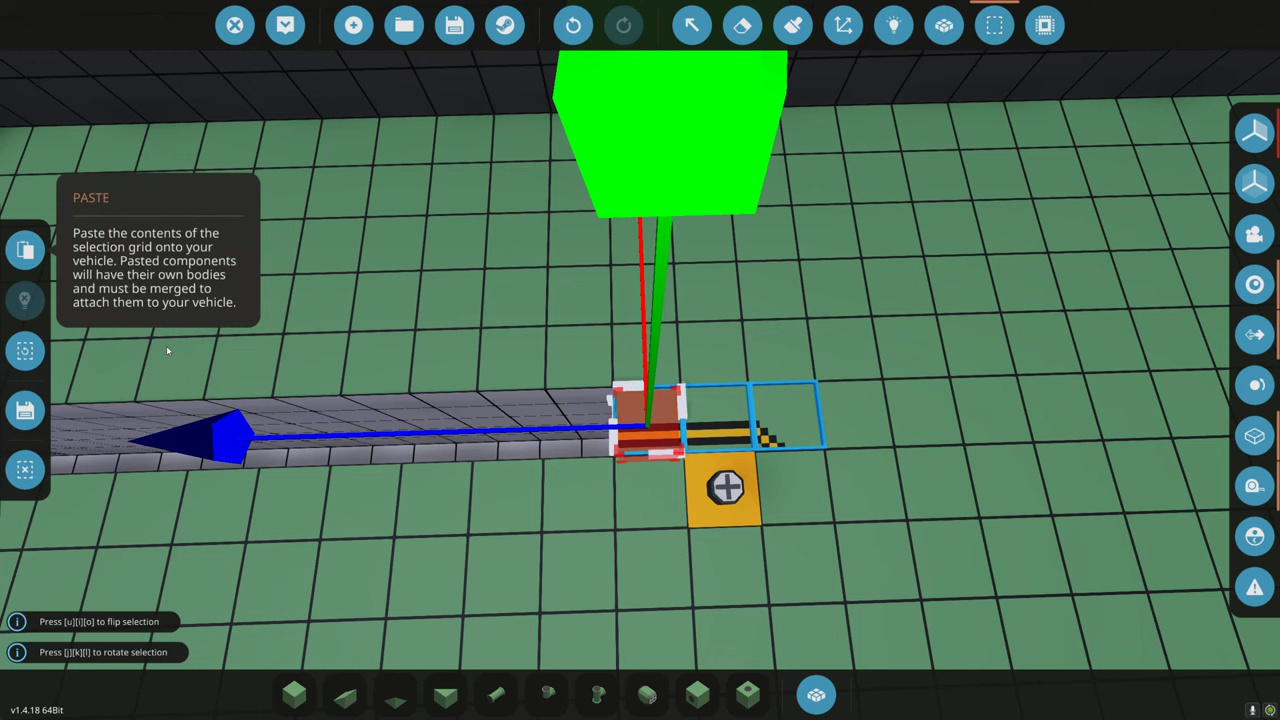 PASTE
Paste the contents of the
selection grid onto your
vehicle. Pasted components
will have their own bodies
and must be merged to
attach them to your vehicle.
Press [u][i][o] to flip selection
Press [j][k][l] to rotate selection
v1.4.18 64Bit